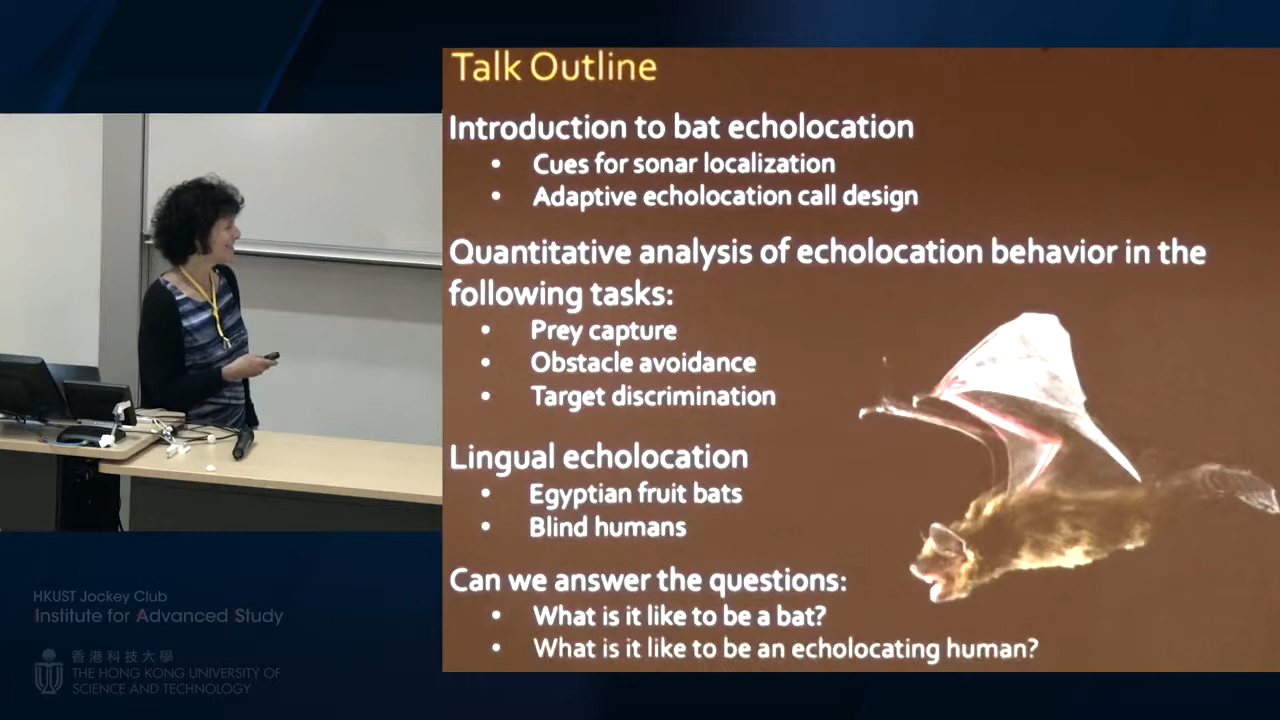 Talk Outline
Introduction to bat echolocation
• Cues for sonar localization
• Adaptive echolocation call design
Quantitative analysis of echolocation behavior in the
following tasks:
• Prey capture
• Obstacle avoidance
• Target discrimination
Lingual echolocation
• Egyptian fruit bats
• Blind humans
Can we answer the questions:
• What is it like to be a bat?
• What is it like to be an echolocating human?
HKUST Jockey Club
Institute for Advanced Study
香港科技大學
THE HONG KONG UNIVERSITY OF
SCIENCE AND TECHNOLOGY